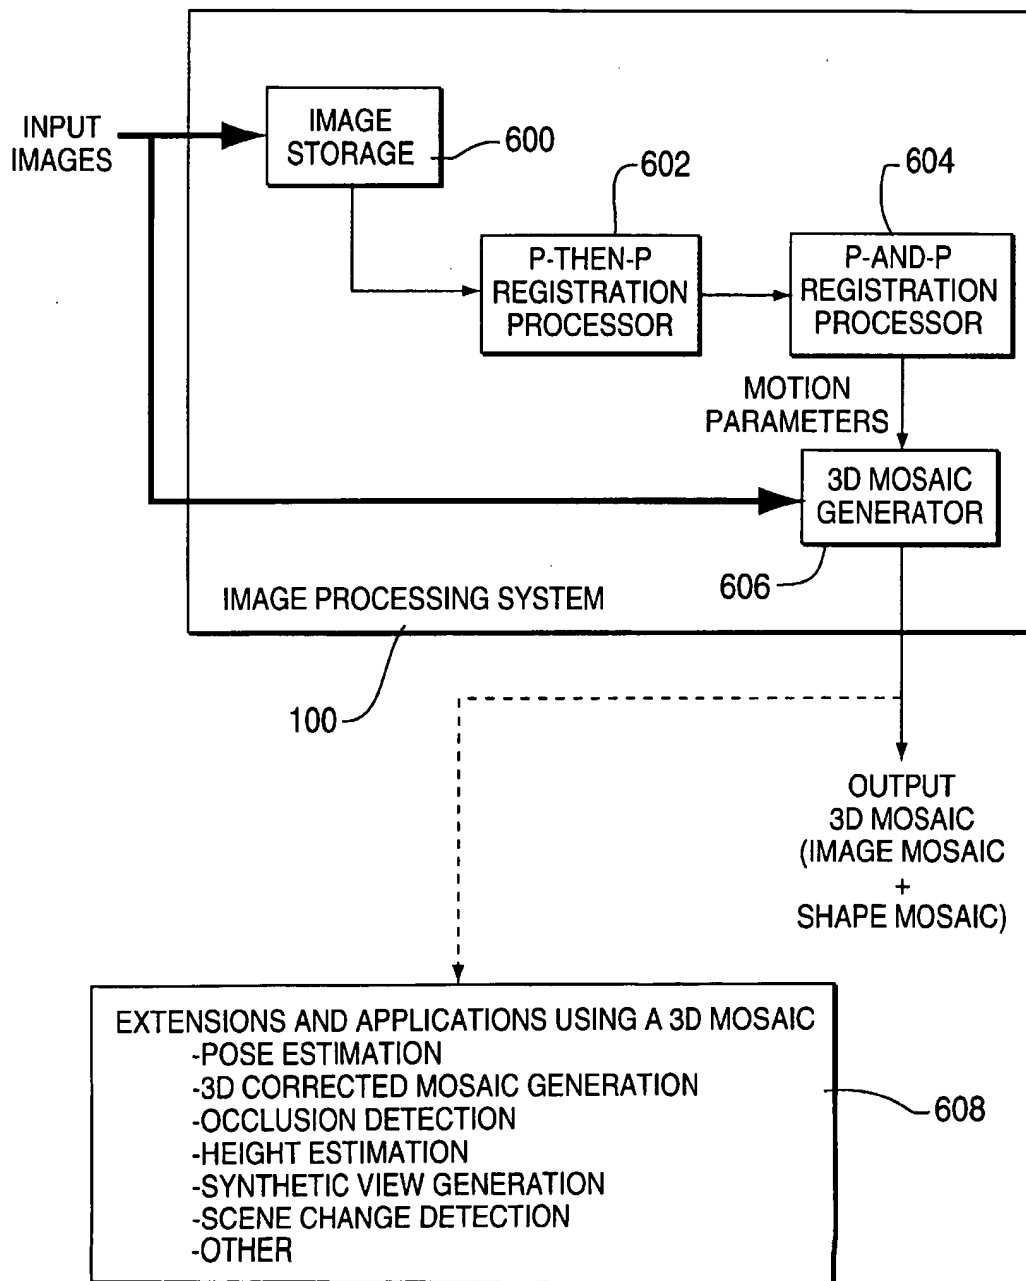 INPUT
IMAGES
IMAGE
STORAGE
600
602
604
P-THEN-P
REGISTRATION
PROCESSOR
P-AND-P
REGISTRATION
PROCESSOR
MOTION
PARAMETERS
3D MOSAIC
GENERATOR
606
IMAGE PROCESSING SYSTEM
100
OUTPUT
3D MOSAIC
(IMAGE MOSAIC
+
SHAPE MOSAIC)
EXTENSIONS AND APPLICATIONS USING A 3D MOSAIC
-POSE ESTIMATION
-3D CORRECTED MOSAIC GENERATION
-OCCLUSION DETECTION
-HEIGHT ESTIMATION
-SYNTHETIC VIEW GENERATION
-SCENE CHANGE DETECTION
-OTHER
608